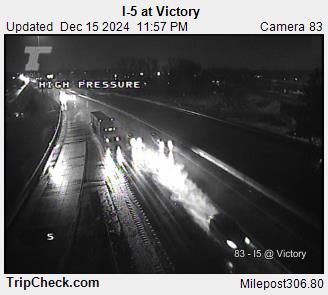 I-5 at Victory
Updated Dec 15 2024 11:57 PM Camera 83
T
HIGH PRESSURE
S
83 - I5 @ Victory
TripCheck.com Milepost306.80